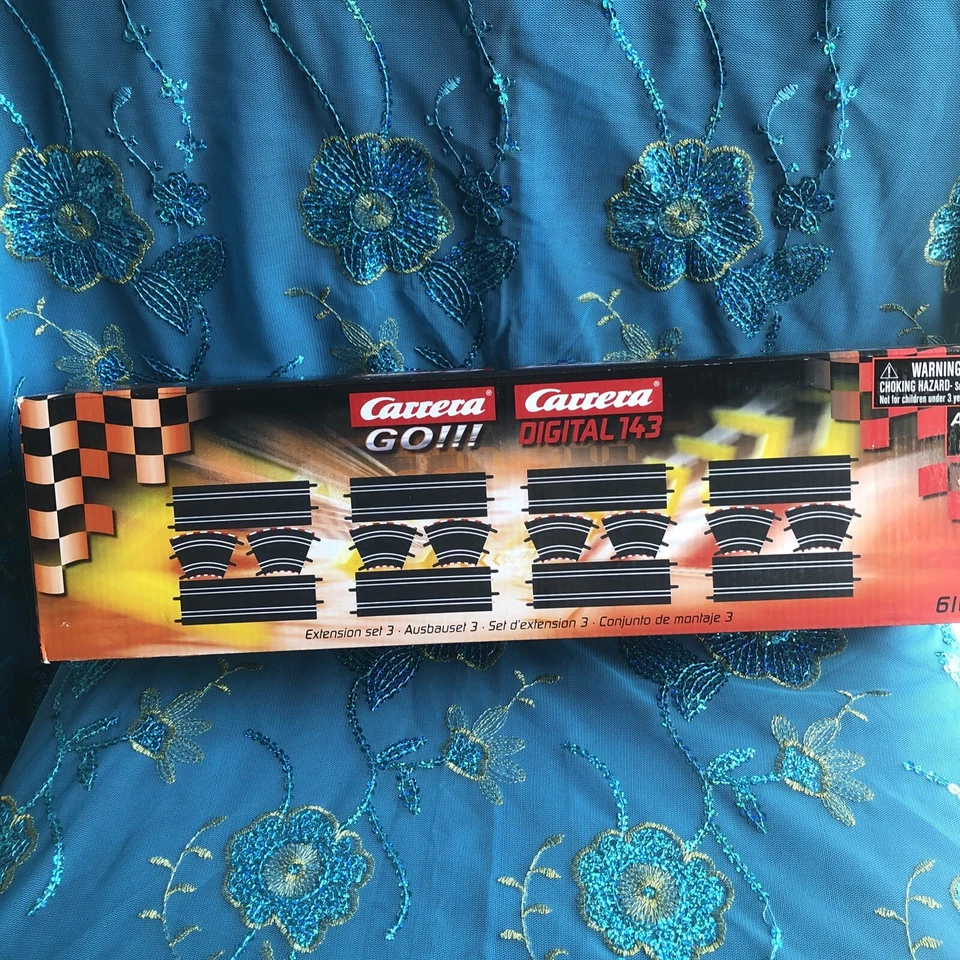 Carrera®
GO!!!
Carrera®
DIGITAL 143
WARNING
CHOKING HAZARD-
Not for children under 3
Extension set 3 · Ausbauset 3 · Set d'extension 3 · Conjunto de montaje 3